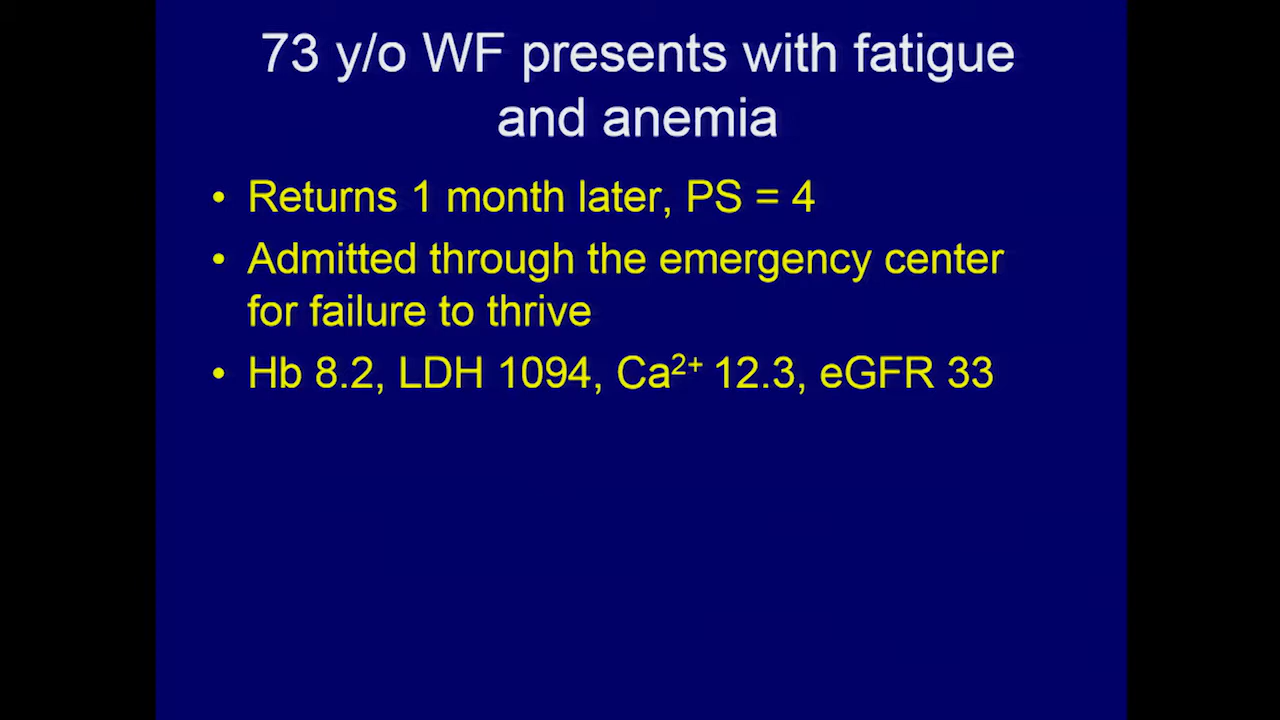 73 y/o WF presents with fatigue
and anemia
• Returns 1 month later, PS = 4
• Admitted through the emergency center
for failure to thrive
• Hb 8.2, LDH 1094, Ca²⁺ 12.3, eGFR 33